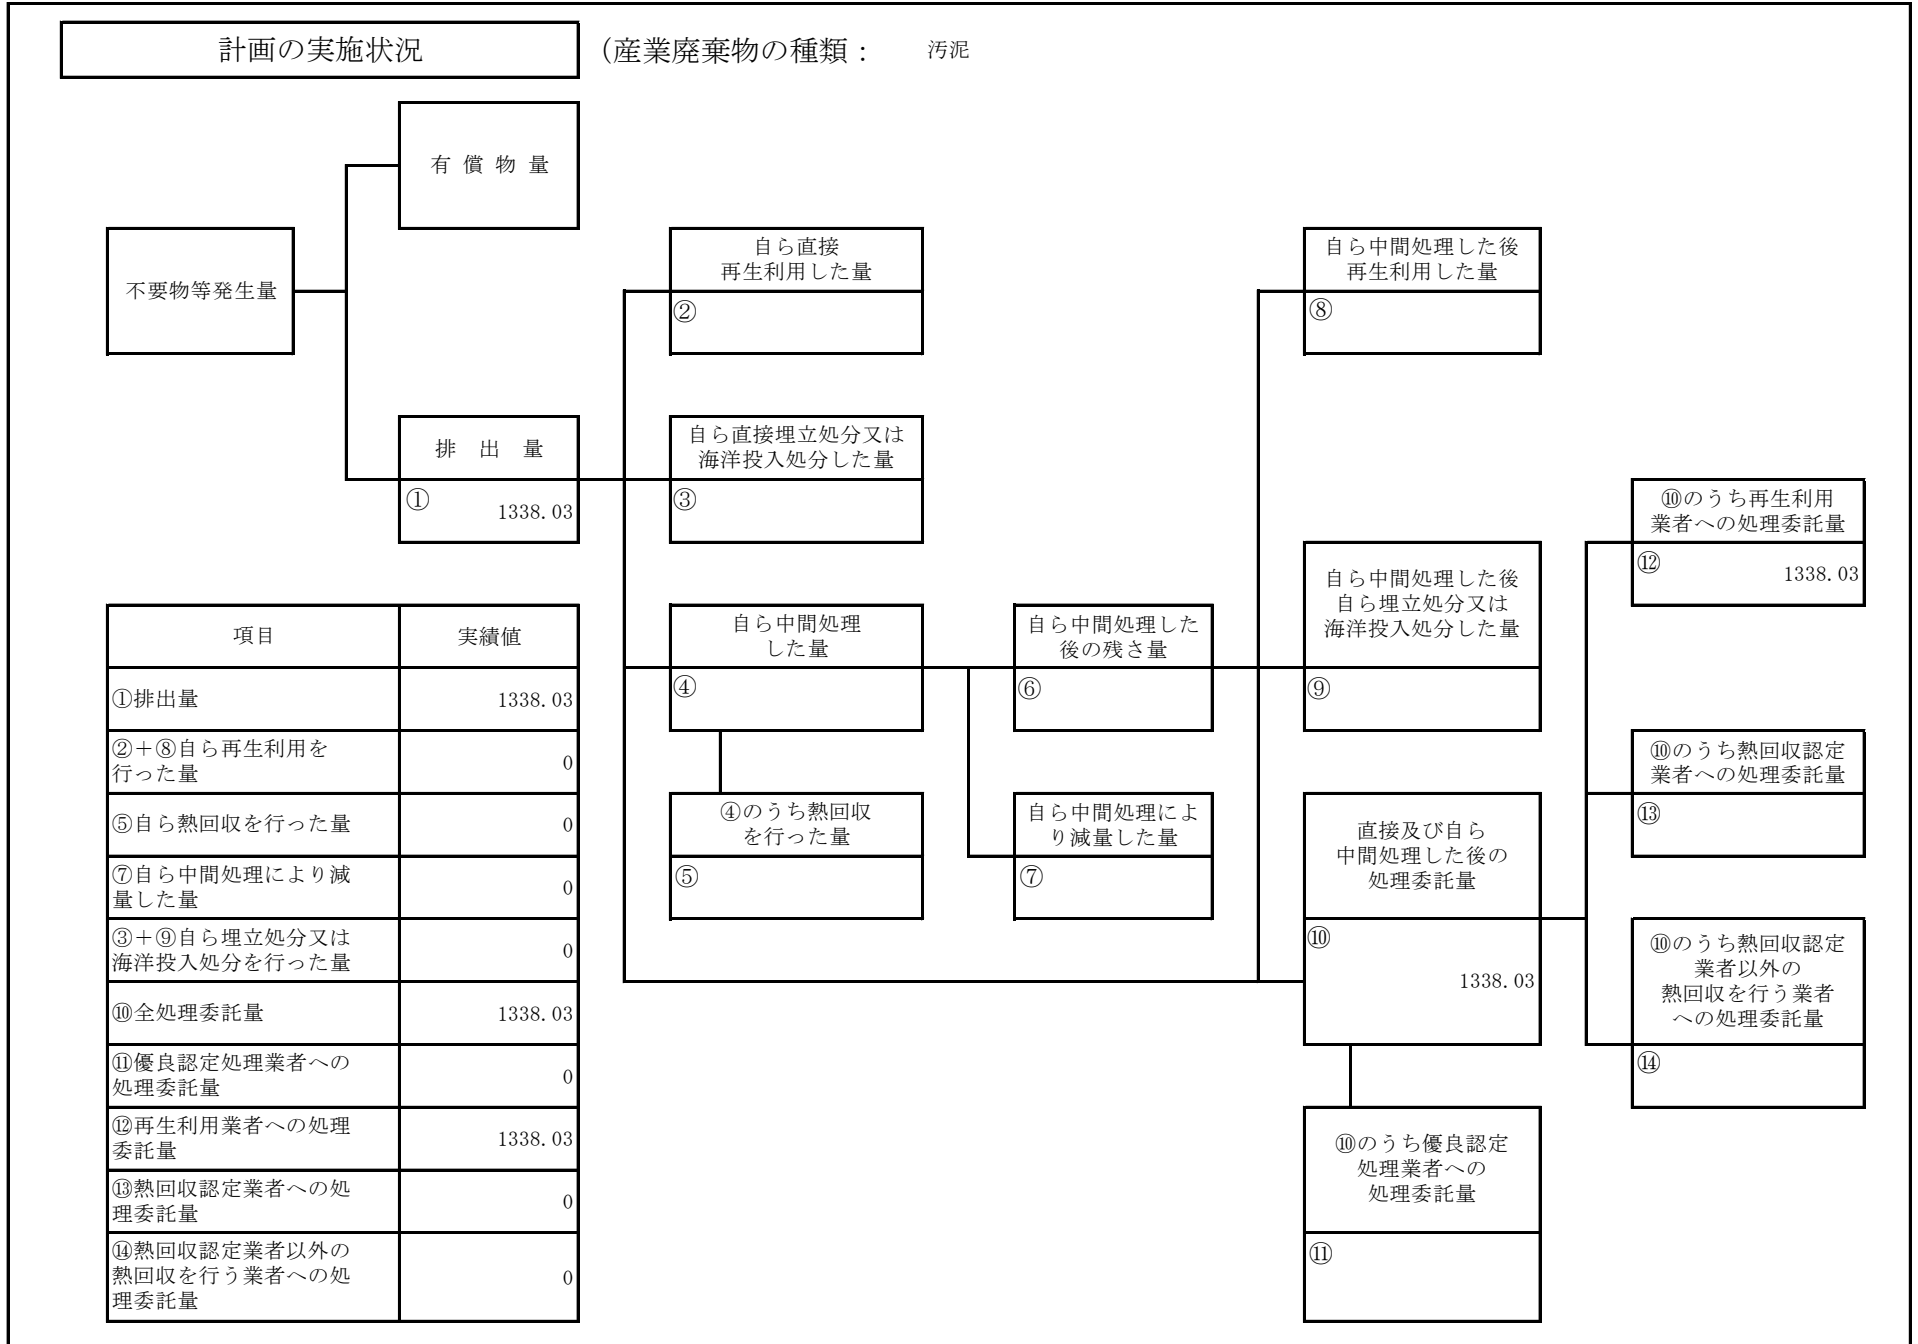 計画の実施状況
（産業廃棄物の種類： 汚泥
有 償 物 量
不要物等発生量
自ら直接
再生利用した量
②
自ら中間処理した後
再生利用した量
⑧
排 出 量
① 1338.03
自ら直接埋立処分又は
海洋投入処分した量
③
⑩のうち再生利用
業者への処理委託量
⑫ 1338.03
自ら中間処理した後
自ら埋立処分又は
海洋投入処分した量
⑨
自ら中間処理
した量
④
自ら中間処理した
後の残さ量
⑥
④のうち熱回収
を行った量
⑤
自ら中間処理によ
り減量した量
⑦
⑩のうち熱回収認定
業者への処理委託量
⑬
直接及び自ら
中間処理した後の
処理委託量
⑩
1338.03
⑩のうち熱回収認定
業者以外の
熱回収を行う業者
への処理委託量
⑭
⑩のうち優良認定
処理業者への
処理委託量
⑪
項目 実績値
①排出量 1338.03
②＋⑧自ら再生利用を
行った量 0
⑤自ら熱回収を行った量 0
⑦自ら中間処理により減
量した量 0
③＋⑨自ら埋立処分又は
海洋投入処分を行った量 0
⑩全処理委託量 1338.03
⑪優良認定処理業者への
処理委託量 0
⑫再生利用業者への処理
委託量 1338.03
⑬熱回収認定業者への処
理委託量 0
⑭熱回収認定業者以外の
熱回収を行う業者への処
理委託量 0